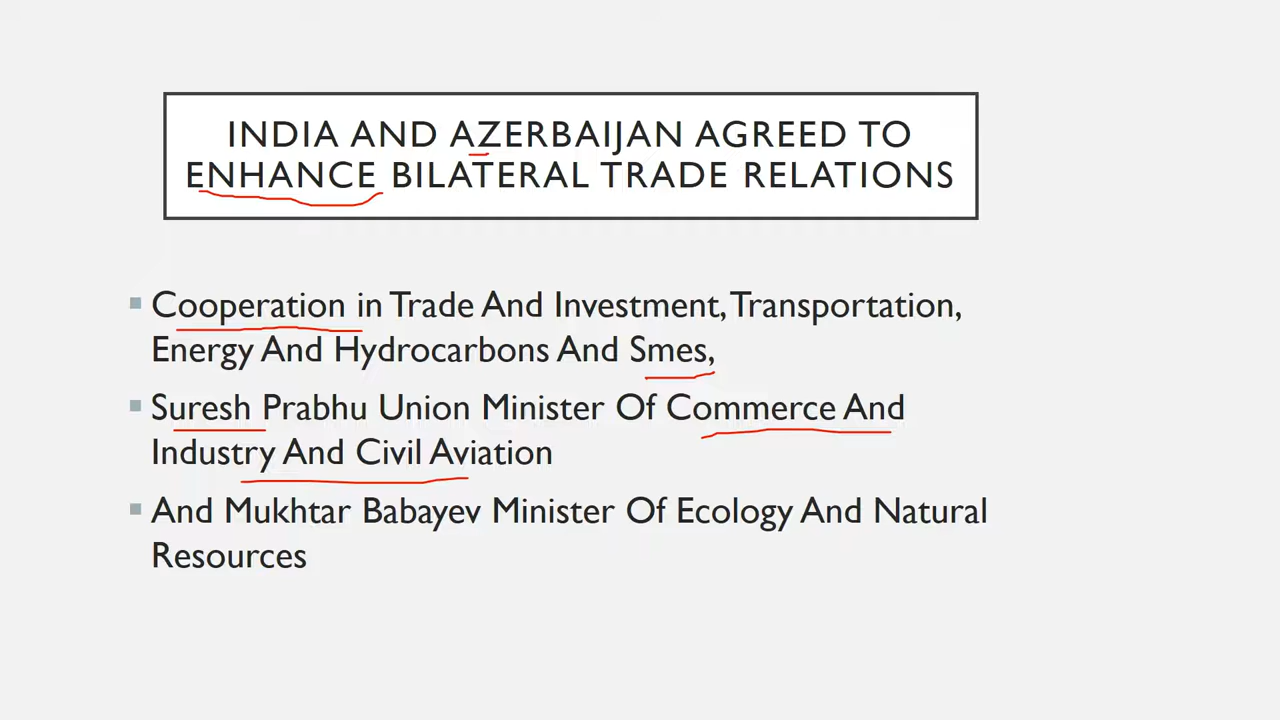 INDIA AND AZERBAIJAN AGREED TO
ENHANCE BILATERAL TRADE RELATIONS
Cooperation in Trade And Investment, Transportation,
Energy And Hydrocarbons And Smes,
Suresh Prabhu Union Minister Of Commerce And
Industry And Civil Aviation
And Mukhtar Babayev Minister Of Ecology And Natural
Resources